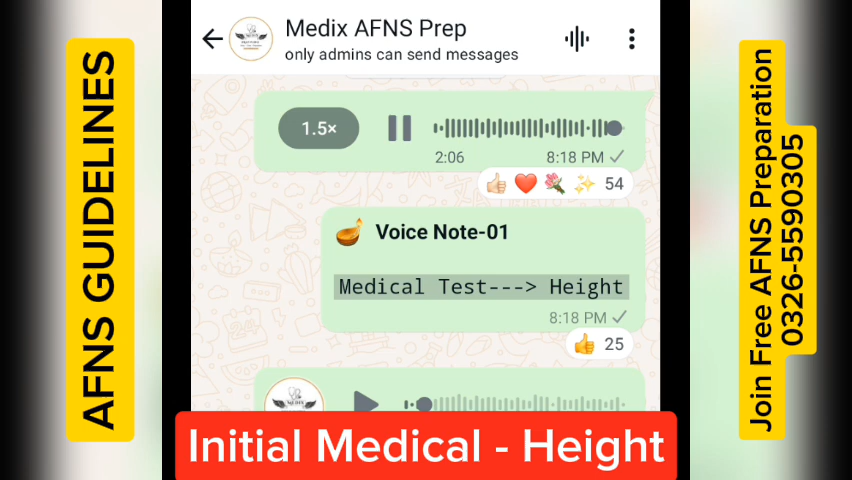 AFNS GUIDELINES
Medix AFNS Prep
only admins can send messages
1.5×
2:06
8:18 PM
54
Voice Note-01
Medical Test---> Height
8:18 PM
25
Initial Medical - Height
Join Free AFNS Preparation
0326-5590305